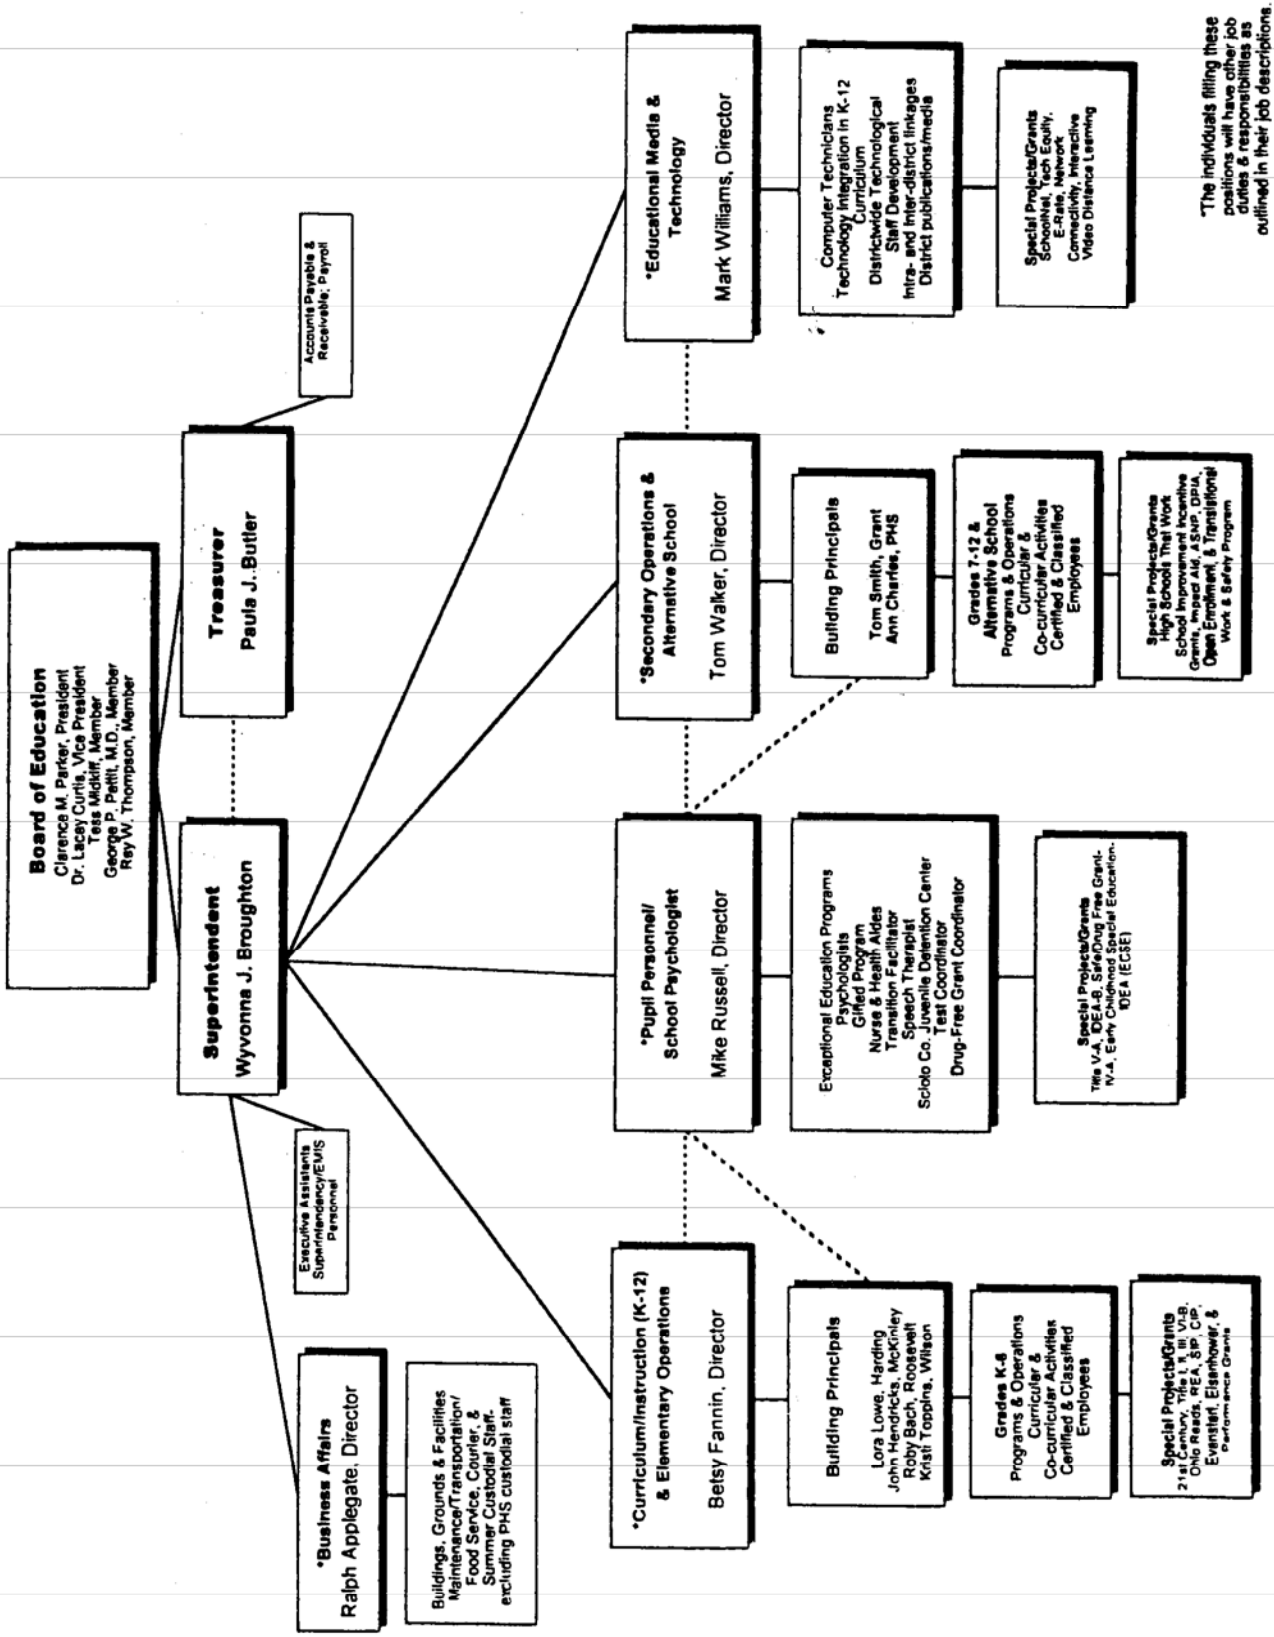 Board of Education
Clarence M. Parker, President
Dr. Lacey Curtis, Vice President
Tess Midkiff, Member
George P. Pettit, M.D., Member
Ray W. Thompson, Member
Superintendent
Wyvonna J. Broughton
Treasurer
Paula J. Butler
Executive Assistants
Superintendency/EMIS
Personnel
Accounts Payable &
Receivable; Payroll
*Business Affairs
Ralph Applegate, Director
Buildings, Grounds & Facilities
Maintenance/Transportation/
Food Service, Courier, &
Summer Custodial Staff-
excluding PHS custodial staff
*Curriculum/Instruction (K-12)
& Elementary Operations
Betsy Fannin, Director
Building Principals
Lora Lowe, Harding
John Hendricks, McKinley
Roby Bach, Roosevelt
Kristi Toppins, Wilson
Grades K-6
Programs & Operations
Curricular &
Co-curricular Activities
Certified & Classified
Employees
Special Projects/Grants
21st Century, Title I, II, III, VI-B,
Ohio Reads, REA, SIP, CIP,
Evenstart, Eisenhower, &
Performance Grants
*Pupil Personnel/
School Psychologist
Mike Russell, Director
Exceptional Education Programs
Psychologists
Gifted Program
Nurse & Health Aides
Transition Facilitator
Speech Therapist
Scioto Co. Juvenile Detention Center
Test Coordinator
Drug-Free Grant Coordinator
Special Projects/Grants
Title V-A, IDEA-B, Safe/Drug Free Grant-
IV-A, Early Childhood Special Education-
IDEA (ECSE)
*Secondary Operations &
Alternative School
Tom Walker, Director
Building Principals
Tom Smith, Grant
Ann Charles, PHS
Grades 7-12 &
Alternative School
Programs & Operations
Curricular &
Co-curricular Activities
Certified & Classified
Employees
Special Projects/Grants
High Schools That Work
School Improvement Incentive
Grants, Impact Aid, ASNP, DPIA,
Open Enrollment, & Transitional
Work & Safety Program
*Educational Media &
Technology
Mark Williams, Director
Computer Technicians
Technology Integration in K-12
Curriculum
Districtwide Technological
Staff Development
Intra- and Inter-district linkages
District publications/media
Special Projects/Grants
SchoolNet, Tech Equity,
E-Rate, Network
Connectivity, Interactive
Video Distance Learning
*The individuals filling these
positions will have other job
duties & responsibilities as
outlined in their job descriptions.